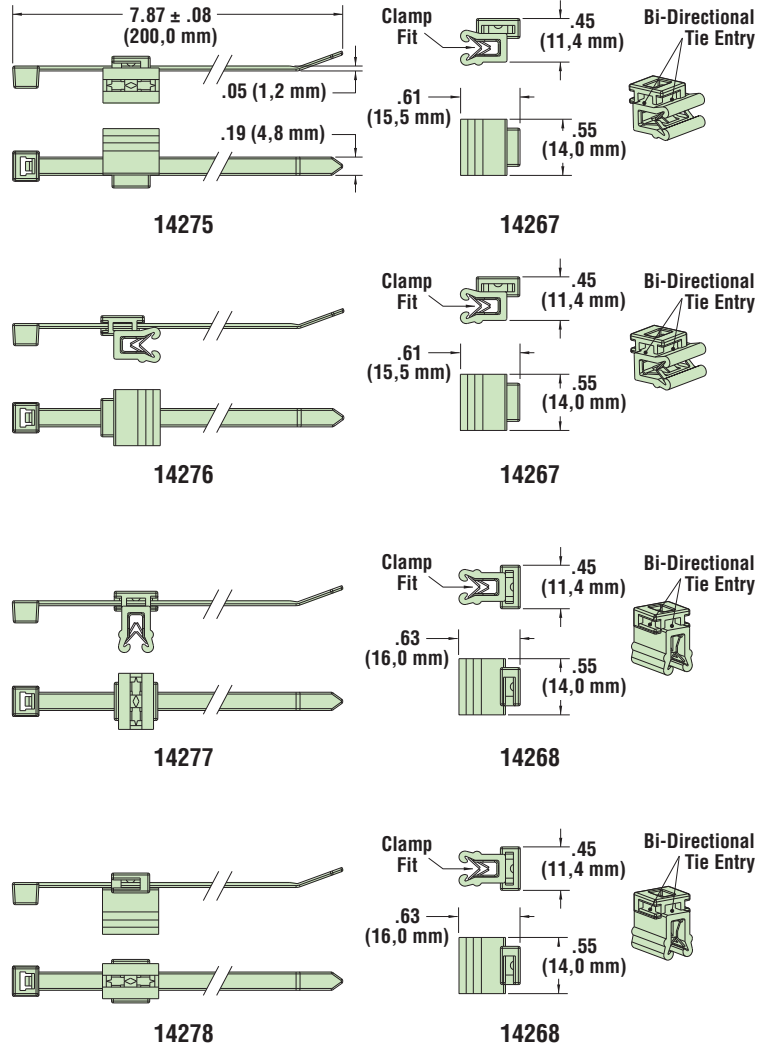 7.87 ± .08
(200,0 mm)
.05 (1,2 mm)
.19 (4,8 mm)
14275
Clamp
Fit
.45
(11,4 mm)
.61
(15,5 mm)
.55
(14,0 mm)
Bi-Directional
Tie Entry
14267
14276
Clamp
Fit
.45
(11,4 mm)
.61
(15,5 mm)
.55
(14,0 mm)
Bi-Directional
Tie Entry
14267
14277
Clamp
Fit
.45
(11,4 mm)
.63
(16,0 mm)
.55
(14,0 mm)
Bi-Directional
Tie Entry
14268
14278
Clamp
Fit
.45
(11,4 mm)
.63
(16,0 mm)
.55
(14,0 mm)
Bi-Directional
Tie Entry
14268